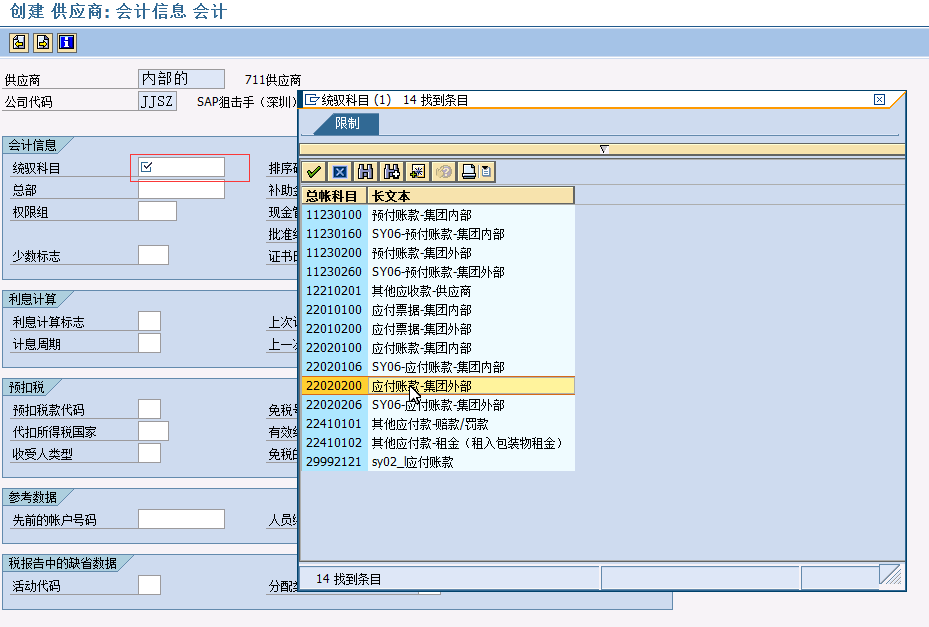 创建 供应商: 会计信息 会计
供应商 内部的 711供应商
公司代码 JJSZ SAP狙击手（深圳）
会计信息
统驭科目 排序码
总部 补助金
权限组 现金管
批准组
少数标志 证书日
利息计算
利息计算标志 上次计
计息周期 上一次
预扣税
预扣税款代码 免税号
代扣所得税国家 有效结
收受人类型 免税的
参考数据
先前的帐户号码 人员编
税报告中的缺省数据
活动代码 分配类
统驭科目 (1) 14 找到条目
限制
总帐科目 长文本
11230100 预付账款-集团内部
11230160 SY06-预付账款-集团内部
11230200 预付账款-集团外部
11230260 SY06-预付账款-集团外部
12210201 其他应收款-供应商
22010100 应付票据-集团内部
22010200 应付票据-集团外部
22020100 应付账款-集团内部
22020106 SY06-应付账款-集团内部
22020200 应付账款-集团外部
22020206 SY06-应付账款-集团外部
22410101 其他应付款-赔款/罚款
22410102 其他应付款-租金（租入包装物租金）
29992121 sy02_l应付账款
14 找到条目